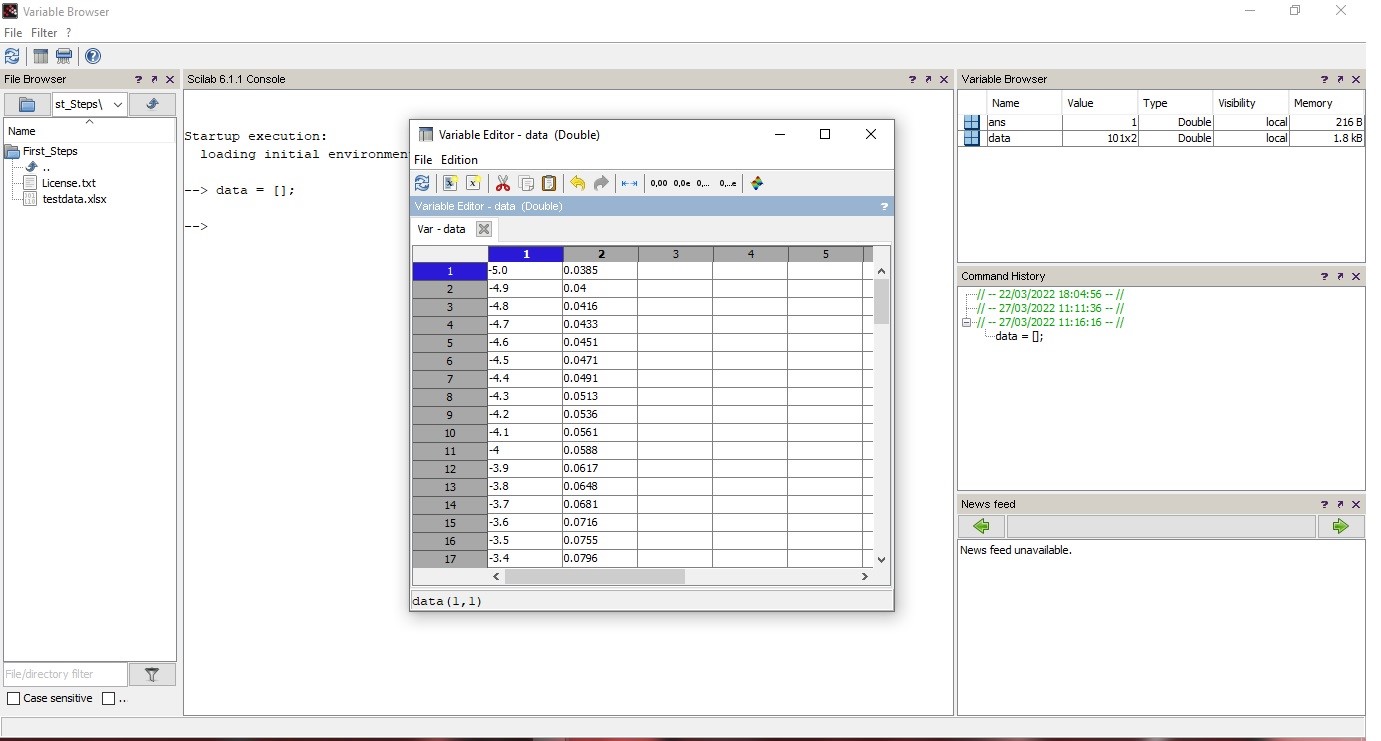 Variable Browser
File Filter ?
File Browser ?
st_Steps\
Name
First_Steps
..
License.txt
testdata.xlsx
File/directory filter
Case sensitive ...
Scilab 6.1.1 Console ?
Startup execution:
loading initial environmen
--> data = [];
-->
Variable Editor - data (Double)
File Edition
0,00 0,0e 0,... 0,...e
Variable Editor - data (Double) ?
Var - data
1 2 3 4 5
1 -5.0 0.0385
2 -4.9 0.04
3 -4.8 0.0416
4 -4.7 0.0433
5 -4.6 0.0451
6 -4.5 0.0471
7 -4.4 0.0491
8 -4.3 0.0513
9 -4.2 0.0536
10 -4.1 0.0561
11 -4 0.0588
12 -3.9 0.0617
13 -3.8 0.0648
14 -3.7 0.0681
15 -3.6 0.0716
16 -3.5 0.0755
17 -3.4 0.0796
data(1,1)
Variable Browser ?
Name Value Type Visibility Memory
ans 1 Double local 216 B
data 101x2 Double local 1.8 kB
Command History ?
// -- 22/03/2022 18:04:56 -- //
// -- 27/03/2022 11:11:36 -- //
// -- 27/03/2022 11:16:16 -- //
data = [];
News feed ?
News feed unavailable.